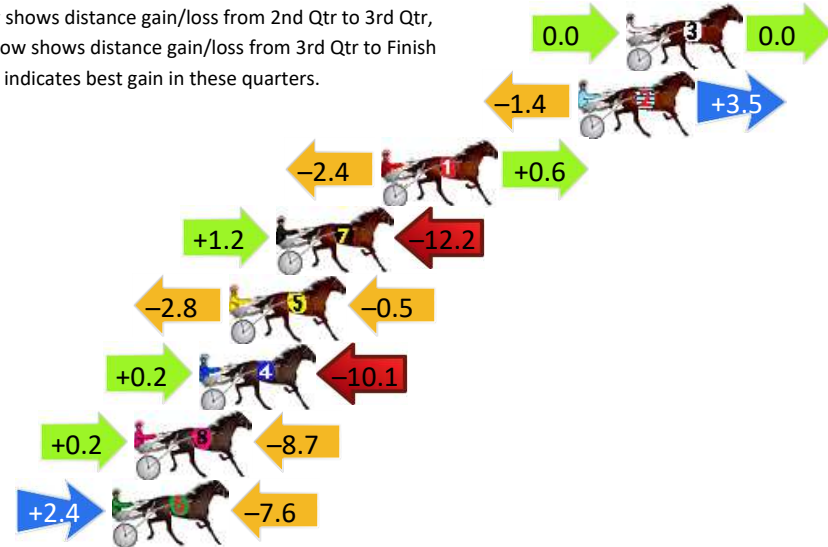 shows distance gain/loss from 2nd Qtr to 3rd Qtr,
ow shows distance gain/loss from 3rd Qtr to Finish
indicates best gain in these quarters.
0.0 3 0.0
–1.4 2 +3.5
–2.4 1 +0.6
+1.2 7 –12.2
–2.8 5 –0.5
+0.2 4 –10.1
+0.2 8 –8.7
+2.4 6 –7.6